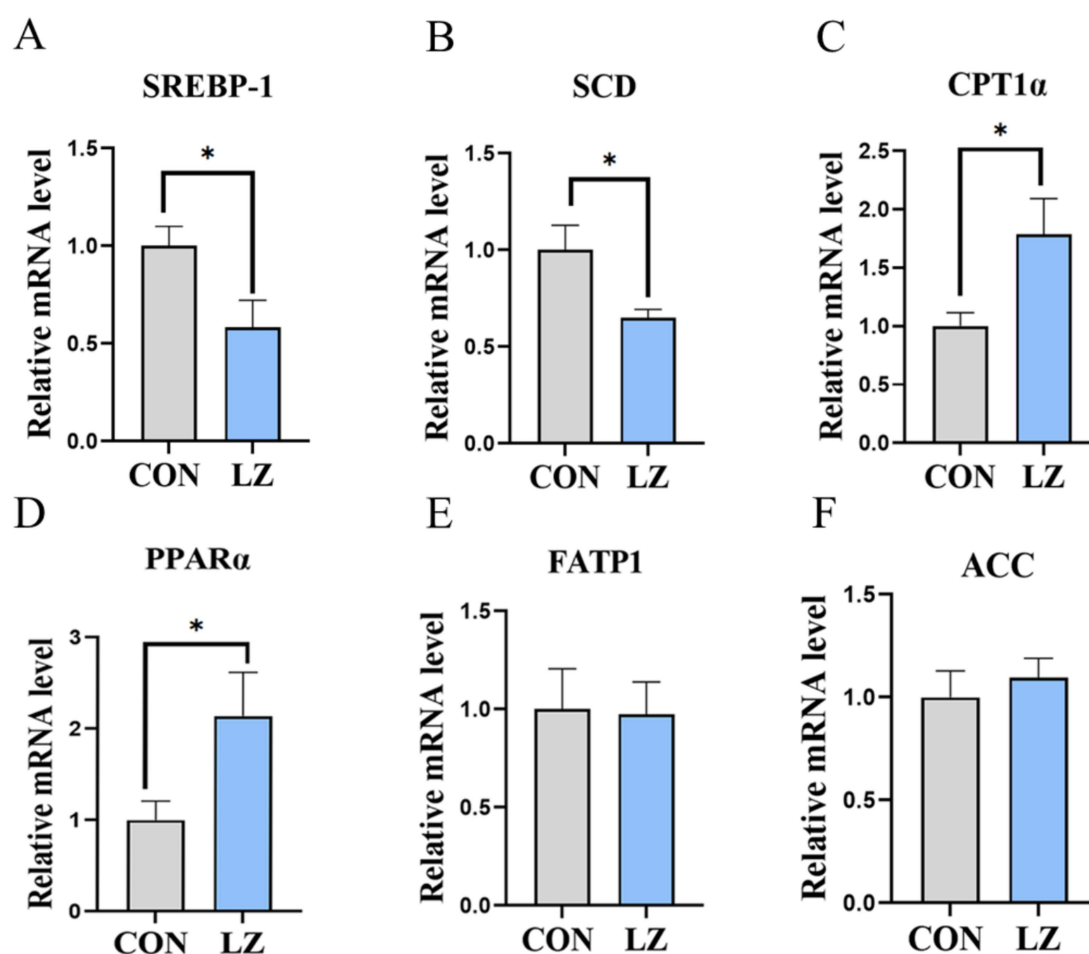 A
SREBP-1
Relative mRNA level
1.5
1.0
0.5
0.0
*
CON LZ
B
SCD
Relative mRNA level
1.5
1.0
0.5
0.0
*
CON LZ
C
CPT1α
Relative mRNA level
2.5
2.0
1.5
1.0
0.5
0.0
*
CON LZ
D
PPARα
Relative mRNA level
3
2
1
0
*
CON LZ
E
FATP1
Relative mRNA level
1.5
1.0
0.5
0.0
CON LZ
F
ACC
Relative mRNA level
1.5
1.0
0.5
0.0
CON LZ